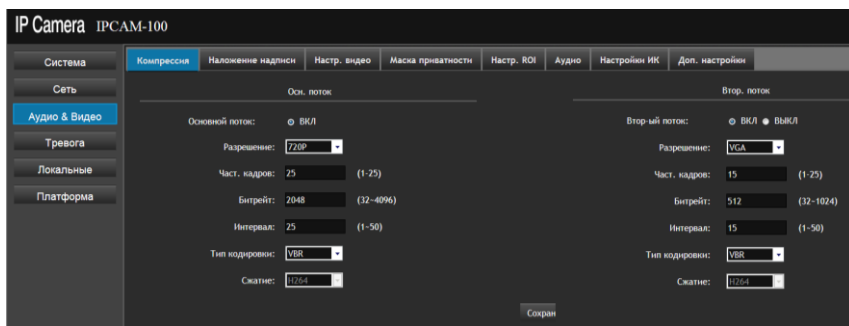 IP Camera IPCAM-100
Система
Сеть
Аудио & Видео
Тревога
Локальные
Платформа
Компрессия Наложение надписи Настр. видео Маска приватности Настр. ROI Аудио Настройки ИК Доп. настройки
Осн. поток
Основной поток: ВКЛ
Разрешение: 720P
Част. кадров: 25 (1-25)
Битрейт: 2048 (32-4096)
Интервал: 25 (1-50)
Тип кодировки: VBR
Сжатие: H264
Втор. поток
Втор-ый поток: ВКЛ ВЫКЛ
Разрешение: VGA
Част. кадров: 15 (1-25)
Битрейт: 512 (32-1024)
Интервал: 15 (1-50)
Тип кодировки: VBR
Сжатие: H264
Сохран